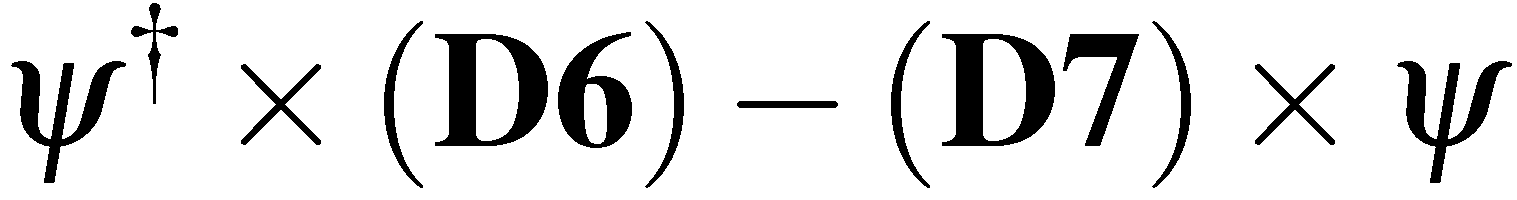 ψ† × (D6) — (D7) × ψ